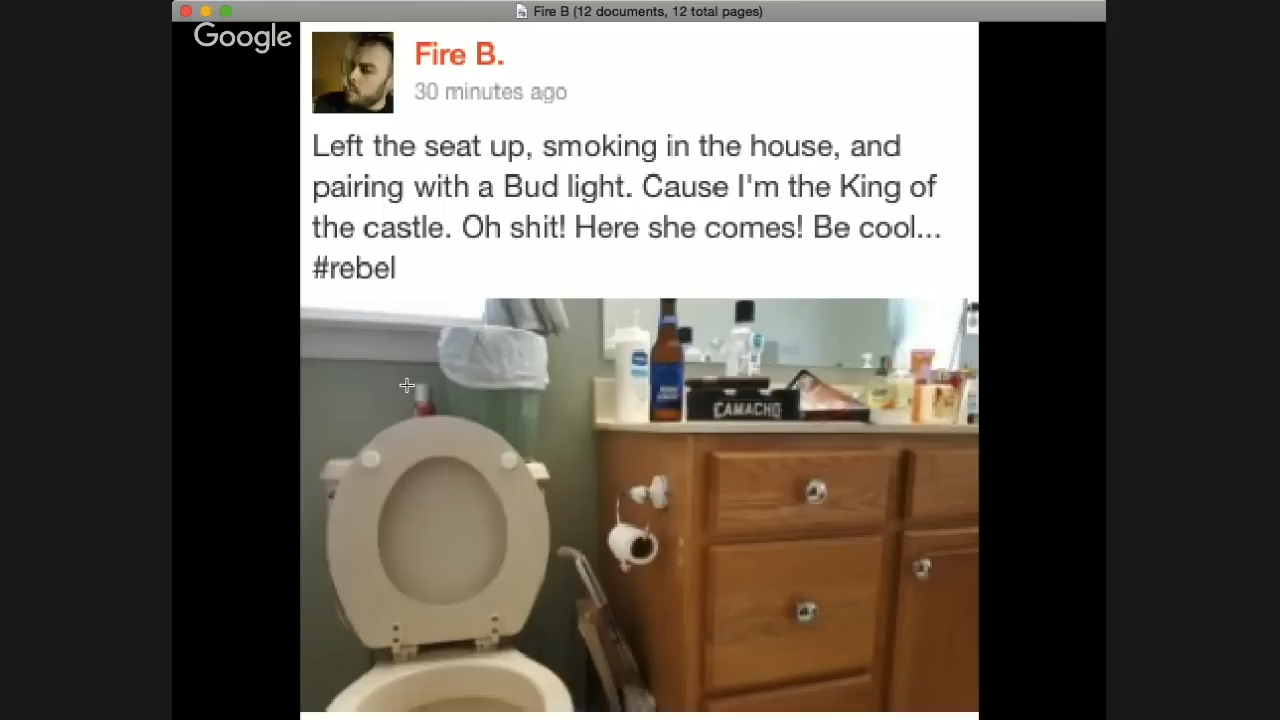 Fire B (12 documents, 12 total pages)
Google
Fire B.
30 minutes ago
Left the seat up, smoking in the house, and
pairing with a Bud light. Cause I'm the King of
the castle. Oh shit! Here she comes! Be cool...
#rebel
CAMACHO